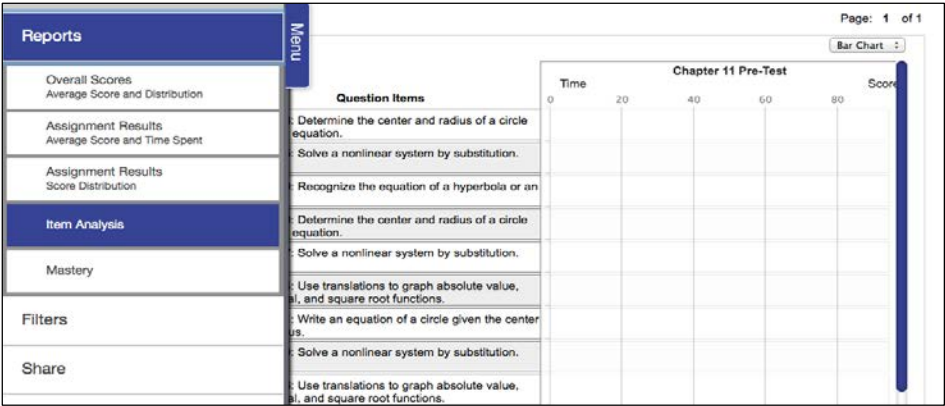 Page: 1 of 1
Reports
Menu
Bar Chart
Overall Scores
Average Score and Distribution
Assignment Results
Average Score and Time Spent
Assignment Results
Score Distribution
Item Analysis
Mastery
Filters
Share
Chapter 11 Pre-Test
Time Score
Question Items
0 20 40 60 80
: Determine the center and radius of a circle
equation.
: Solve a nonlinear system by substitution.
: Recognize the equation of a hyperbola or an
: Determine the center and radius of a circle
equation.
: Solve a nonlinear system by substitution.
: Use translations to graph absolute value,
al, and square root functions.
: Write an equation of a circle given the center
us.
: Solve a nonlinear system by substitution.
: Use translations to graph absolute value,
al, and square root functions.